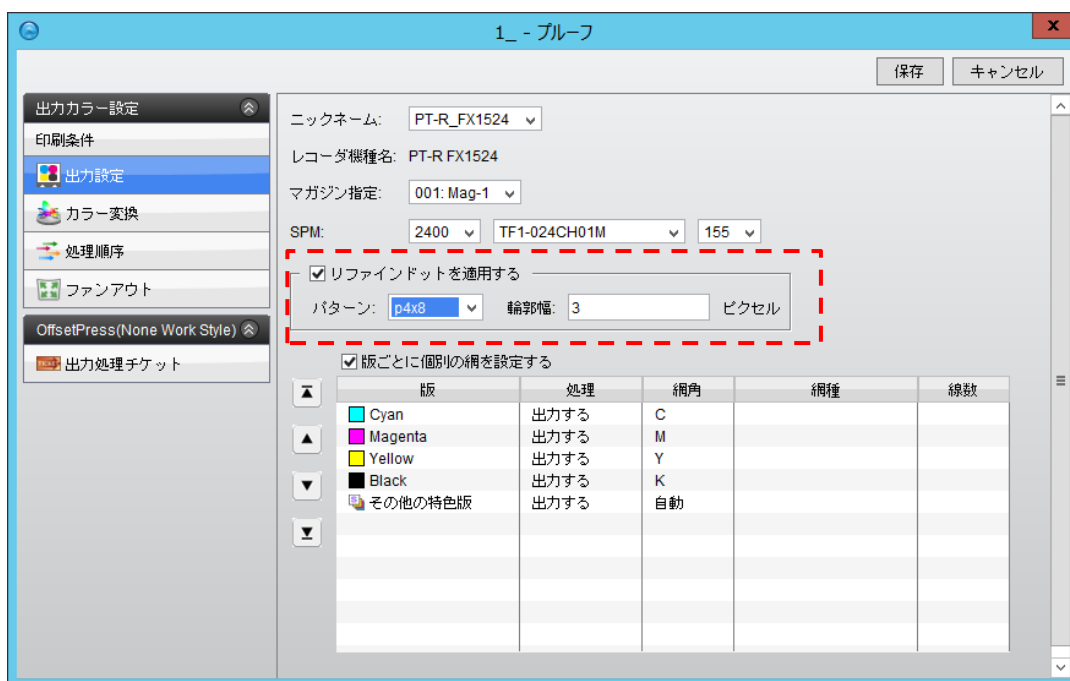 1_ - プルーフ
x
保存 キャンセル
出力カラー設定
印刷条件
出力設定
カラー変換
処理順序
ファンアウト
OffsetPress(None Work Style)
出力処理チケット
ニックネーム: PT-R_FX1524
レコーダ機種名: PT-R FX1524
マガジン指定: 001: Mag-1
SPM: 2400 TF1-024CH01M 155
リファインドットを適用する
パターン: p4x8 輪郭幅: 3 ピクセル
版ごとに個別の網を設定する
版 処理 網角 網種 線数
Cyan 出力する C
Magenta 出力する M
Yellow 出力する Y
Black 出力する K
その他の特色版 出力する 自動